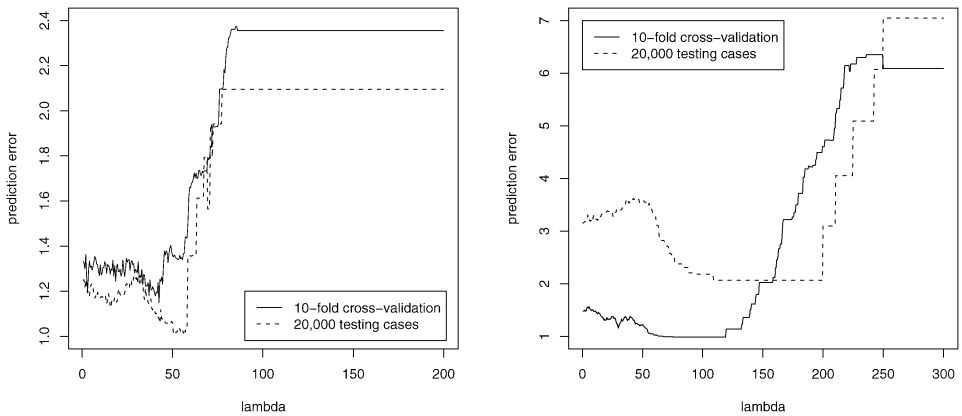 2.4
2.2
2.0
1.8
1.6
1.4
1.2
1.0
prediction error
10−fold cross−validation
20,000 testing cases
0 50 100 150 200
lambda
7
6
5
4
3
2
1
prediction error
10−fold cross−validation
20,000 testing cases
0 50 100 150 200 250 300
lambda